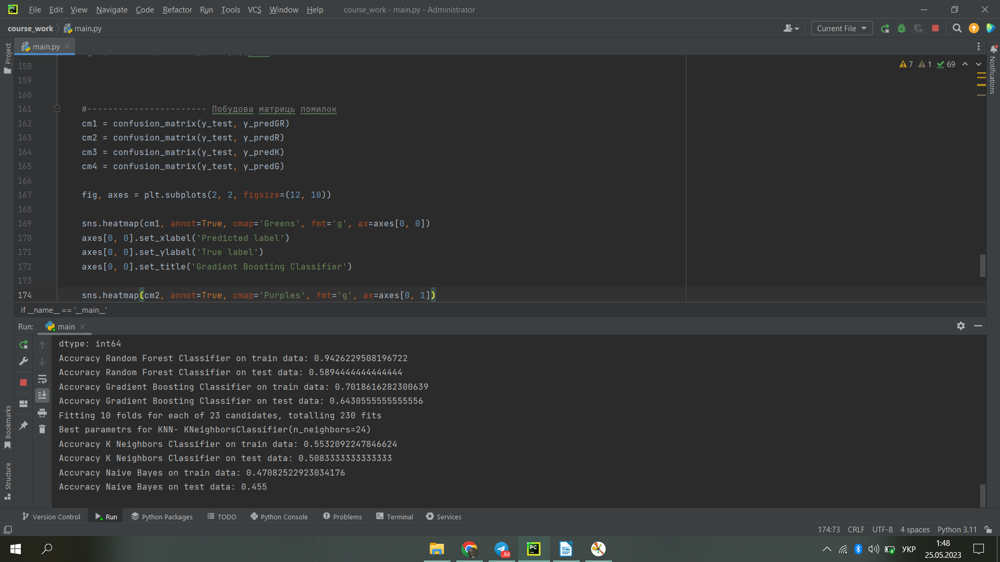 File Edit View Navigate Code Refactor Run Tools VCS Window Help course_work - main.py - Administrator
course_work main.py Current File
main.py
7 1 69
158
159
160
161 #----------------------- Побудова матриць помилок
162 cm1 = confusion_matrix(y_test, y_predGR)
163 cm2 = confusion_matrix(y_test, y_predR)
164 cm3 = confusion_matrix(y_test, y_predK)
165 cm4 = confusion_matrix(y_test, y_predG)
166
167 fig, axes = plt.subplots(2, 2, figsize=(12, 10))
168
169 sns.heatmap(cm1, annot=True, cmap='Greens', fmt='g', ax=axes[0, 0])
170 axes[0, 0].set_xlabel('Predicted label')
171 axes[0, 0].set_ylabel('True label')
172 axes[0, 0].set_title('Gradient Boosting Classifier')
173
174 sns.heatmap(cm2, annot=True, cmap='Purples', fmt='g', ax=axes[0, 1])
if __name__ == '__main__'
Run: main
dtype: int64
Accuracy Random Forest Classifier on train data: 0.9426229508196722
Accuracy Random Forest Classifier on test data: 0.5894444444444444
Accuracy Gradient Boosting Classifier on train data: 0.7018616282300639
Accuracy Gradient Boosting Classifier on test data: 0.6430555555555556
Fitting 10 folds for each of 23 candidates, totalling 230 fits
Best parametrs for KNN- KNeighborsClassifier(n_neighbors=24)
Accuracy K Neighbors Classifier on train data: 0.5532092247846624
Accuracy K Neighbors Classifier on test data: 0.5083333333333333
Accuracy Naive Bayes on train data: 0.47082522923034176
Accuracy Naive Bayes on test data: 0.455
Project
Bookmarks
Structure
Notifications
Version Control Run Python Packages TODO Python Console Problems Terminal Services
174:73 CRLF UTF-8 4 spaces Python 3.11
PC
..84
PC
УКР
1:48
25.05.2023